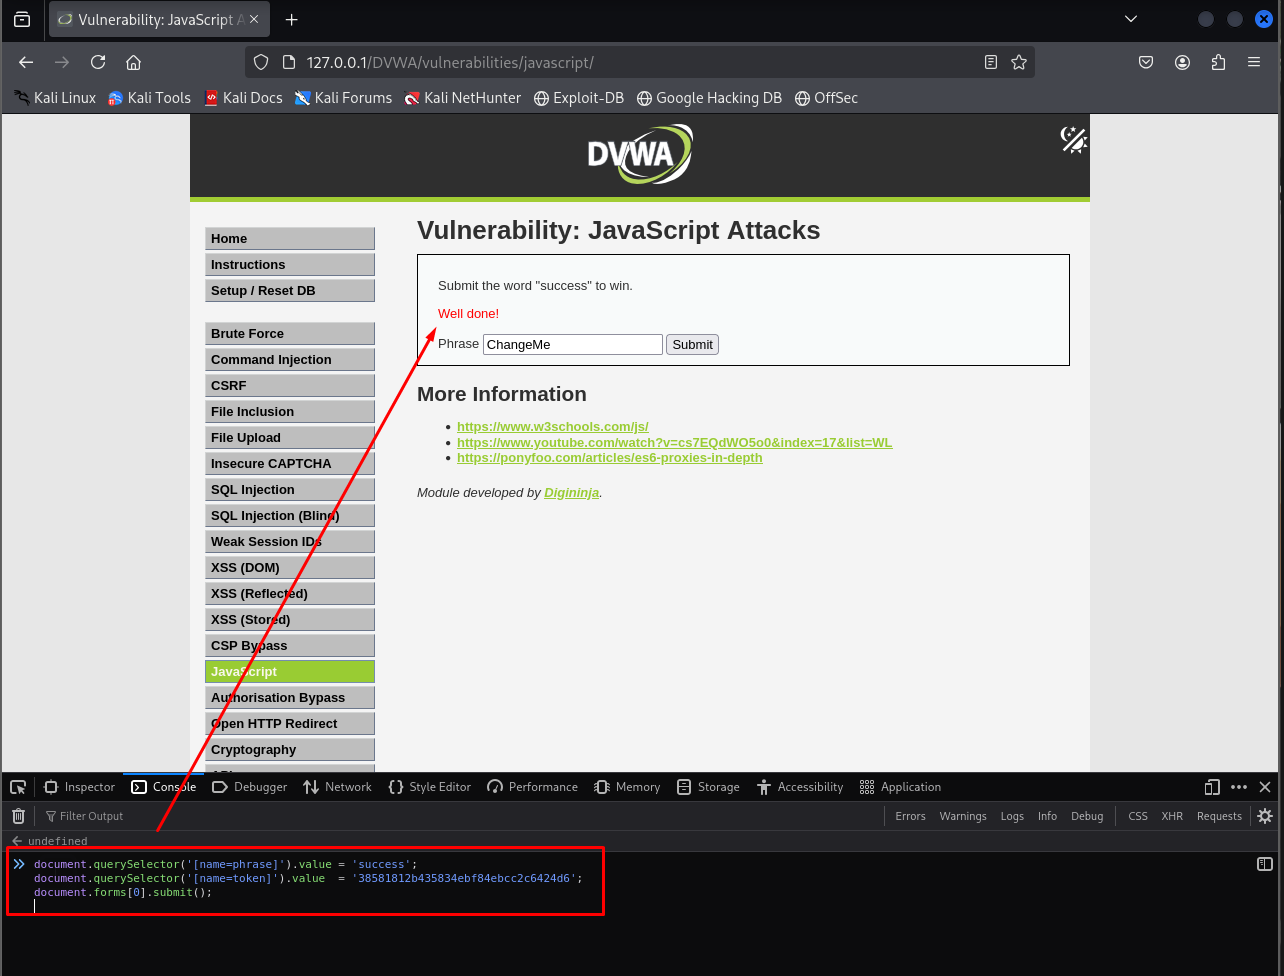 Vulnerability: JavaScript A
127.0.0.1/DVWA/vulnerabilities/javascript/
Kali Linux Kali Tools Kali Docs Kali Forums Kali NetHunter Exploit-DB Google Hacking DB OffSec
DVWA
Vulnerability: JavaScript Attacks
Submit the word "success" to win.
Well done!
Phrase ChangeMe Submit
More Information
https://www.w3schools.com/js/
https://www.youtube.com/watch?v=cs7EQdWO5o0&index=17&list=WL
https://ponyfoo.com/articles/es6-proxies-in-depth
Module developed by Digininja.
Home
Instructions
Setup / Reset DB
Brute Force
Command Injection
CSRF
File Inclusion
File Upload
Insecure CAPTCHA
SQL Injection
SQL Injection (Blind)
Weak Session IDs
XSS (DOM)
XSS (Reflected)
XSS (Stored)
CSP Bypass
JavaScript
Authorisation Bypass
Open HTTP Redirect
Cryptography
Inspector Console Debugger Network Style Editor Performance Memory Storage Accessibility Application
Filter Output Errors Warnings Logs Info Debug CSS XHR Requests
undefined
document.querySelector('[name=phrase]').value = 'success';
document.querySelector('[name=token]').value  = '38581812b435834ebf84ebcc2c6424d6';
document.forms[0].submit();